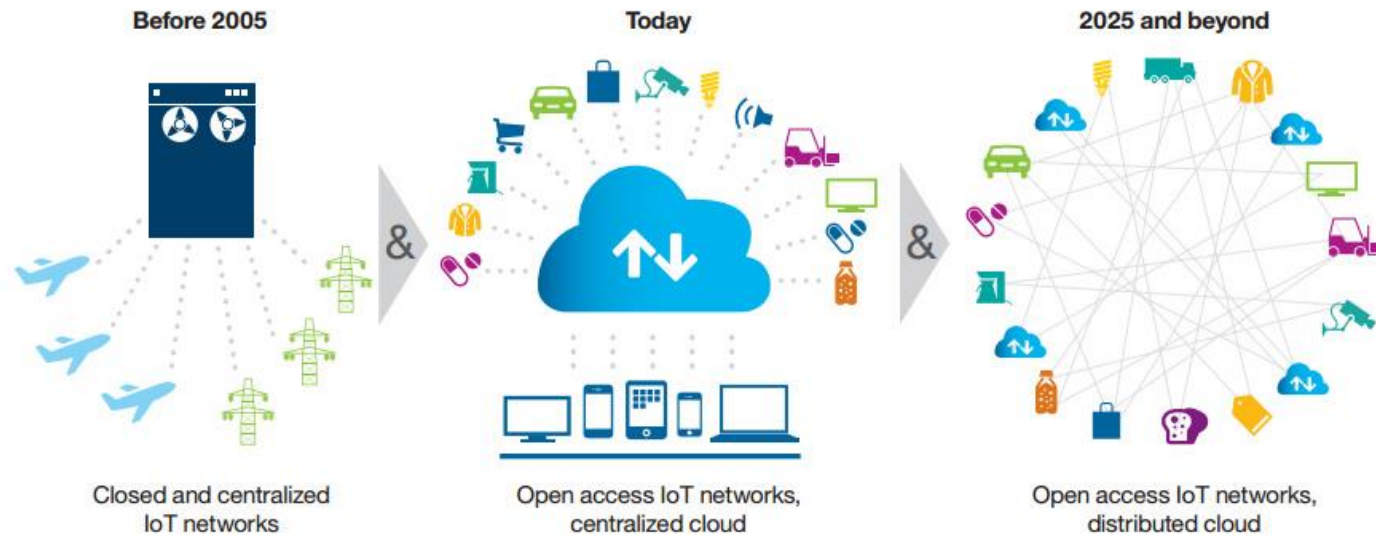 Before 2005
Today
2025 and beyond
&
&
Closed and centralized
IoT networks
Open access IoT networks,
centralized cloud
Open access IoT networks,
distributed cloud